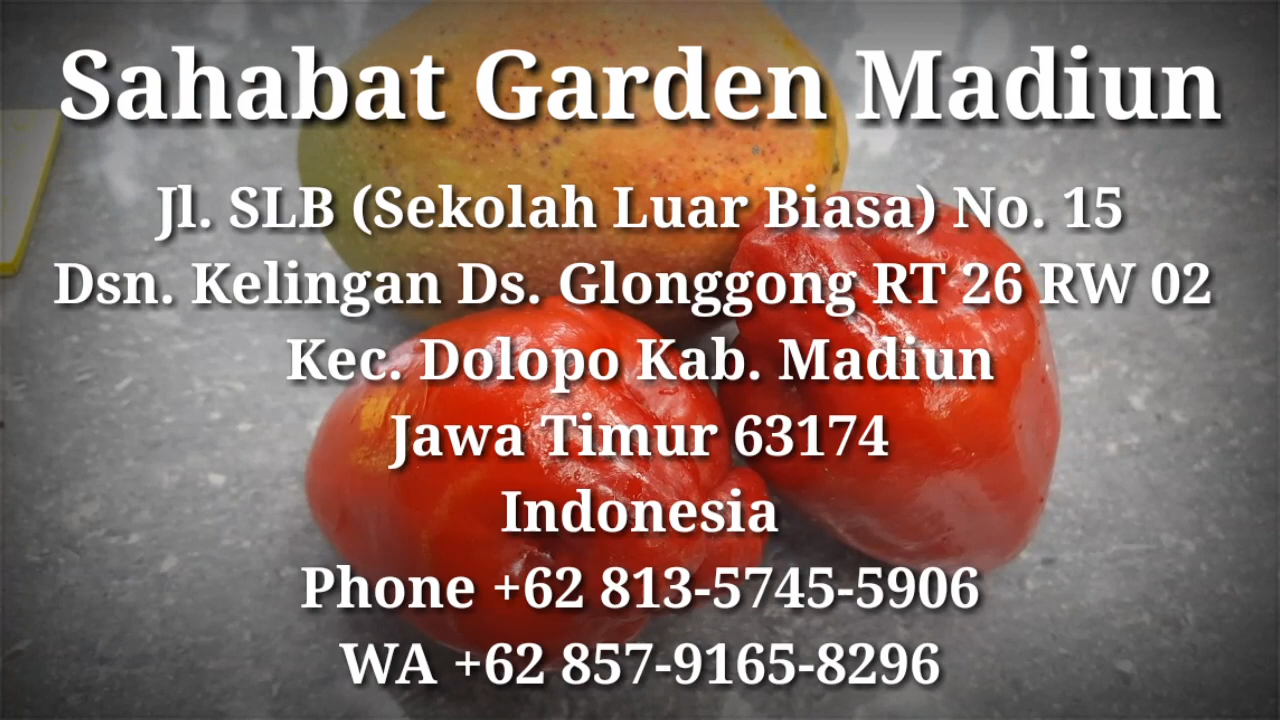 Sahabat Garden Madiun
Jl. SLB (Sekolah Luar Biasa) No. 15
Dsn. Kelingan Ds. Glonggong RT 26 RW 02
Kec. Dolopo Kab. Madiun
Jawa Timur 63174
Indonesia
Phone +62 813-5745-5906
WA +62 857-9165-8296